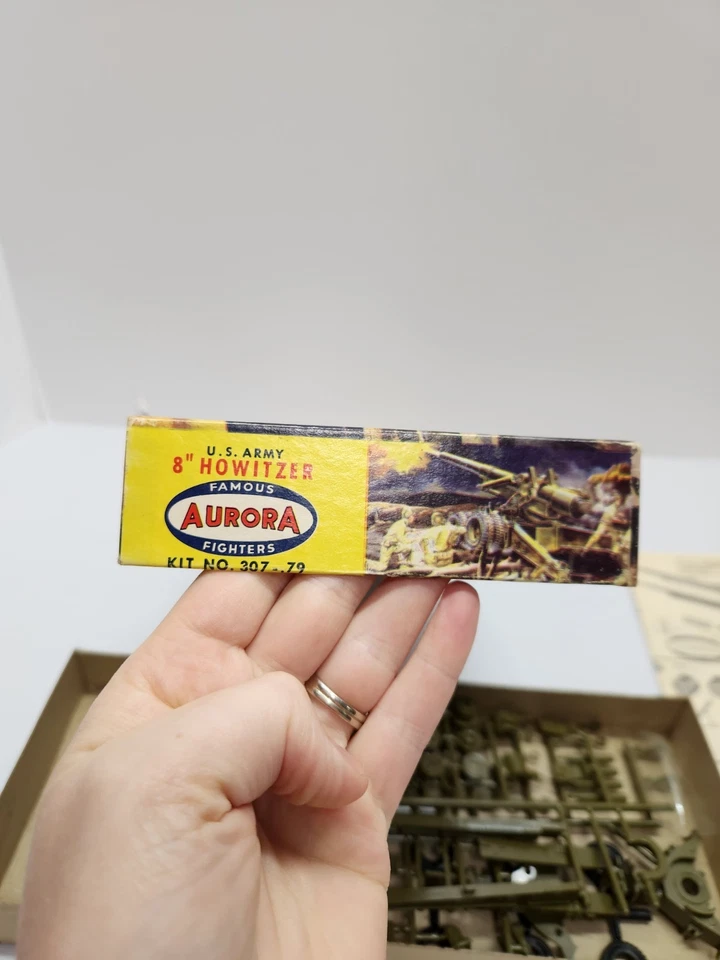 U.S. ARMY
8" HOWITZER
FAMOUS
AURORA
FIGHTERS
KIT NO. 307-.79